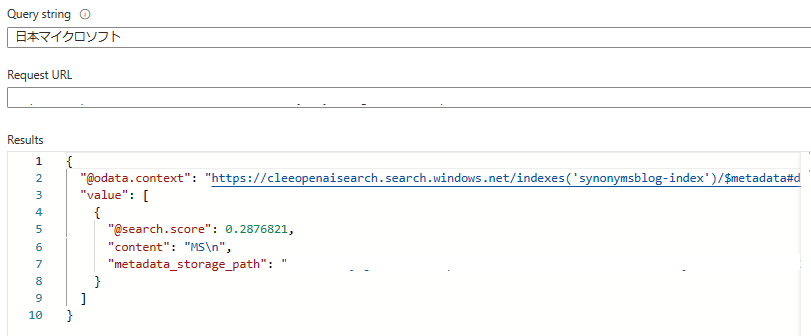 Query string
日本マイクロソフト
Request URL
Results
1 {
2 "@odata.context": "https://cleeopenaisearch.search.windows.net/indexes('synonymsblog-index')/$metadata#d
3 "value": [
4 {
5 "@search.score": 0.2876821,
6 "content": "MS\n",
7 "metadata_storage_path": "
8 }
9 ]
10 }